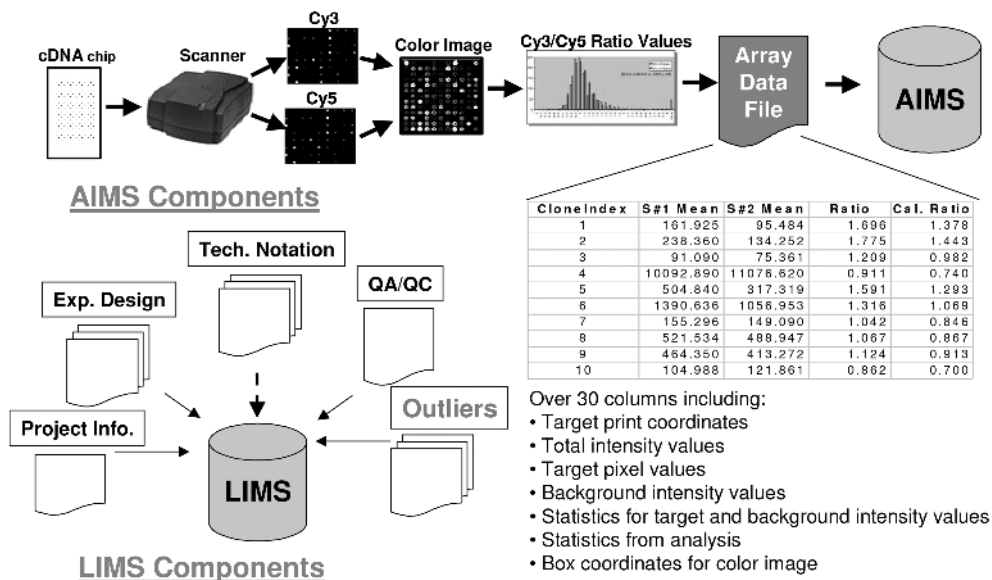 Cy3
cDNA chip
Scanner
Cy5
Color Image
Cy3/Cy5 Ratio Values
Array
Data
File
AIMS
AIMS Components
CloneIndex S#1 Mean S#2 Mean Ratio Cal. Ratio
1 161.925 95.484 1.696 1.378
2 238.360 134.252 1.775 1.443
3 91.090 75.361 1.209 0.982
4 10092.890 11076.620 0.911 0.740
5 504.840 317.319 1.591 1.293
6 1390.636 1056.953 1.316 1.069
7 155.296 149.090 1.042 0.846
8 521.534 488.947 1.067 0.867
9 464.350 413.272 1.124 0.913
10 104.988 121.861 0.862 0.700
Tech. Notation
Exp. Design
QA/QC
Project Info.
Outliers
LIMS
LIMS Components
Over 30 columns including:
• Target print coordinates
• Total intensity values
• Target pixel values
• Background intensity values
• Statistics for target and background intensity values
• Statistics from analysis
• Box coordinates for color image